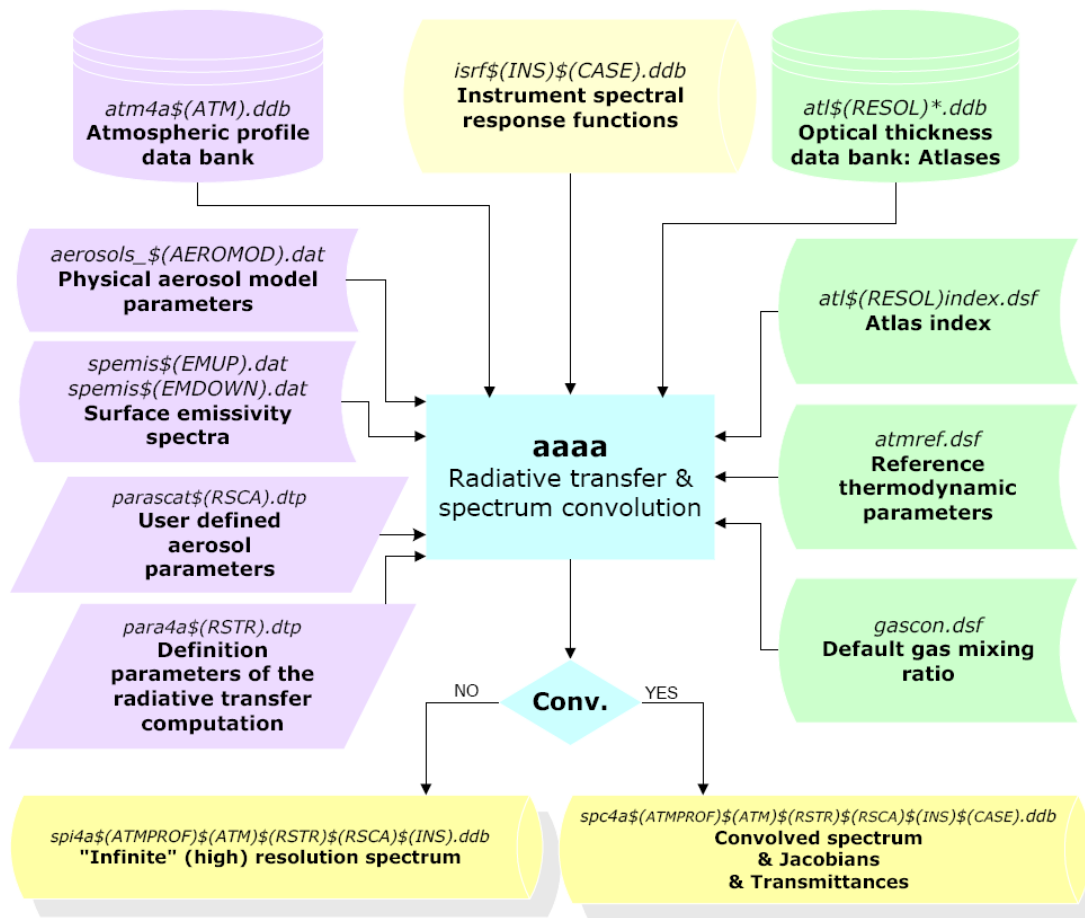 atm4a$(ATM).ddb
Atmospheric profile
data bank
isrf$(INS)$(CASE).ddb
Instrument spectral
response functions
atl$(RESOL)*.ddb
Optical thickness
data bank: Atlases
aerosols_$(AEROMOD).dat
Physical aerosol model
parameters
spemis$(EMUP).dat
spemis$(EMDOWN).dat
Surface emissivity
spectra
parascat$(RSCA).dtp
User defined
aerosol
parameters
para4a$(RSTR).dtp
Definition
parameters of the
radiative transfer
computation
aaaa
Radiative transfer &
spectrum convolution
atl$(RESOL)index.dsf
Atlas index
atmref.dsf
Reference
thermodynamic
parameters
gascon.dsf
Default gas mixing
ratio
NO
Conv.
YES
spi4a$(ATMPROF)$(ATM)$(RSTR)$(RSCA)$(INS).ddb
"Infinite" (high) resolution spectrum
spc4a$(ATMPROF)$(ATM)$(RSTR)$(RSCA)$(INS)$(CASE).ddb
Convolved spectrum
& Jacobians
& Transmittances